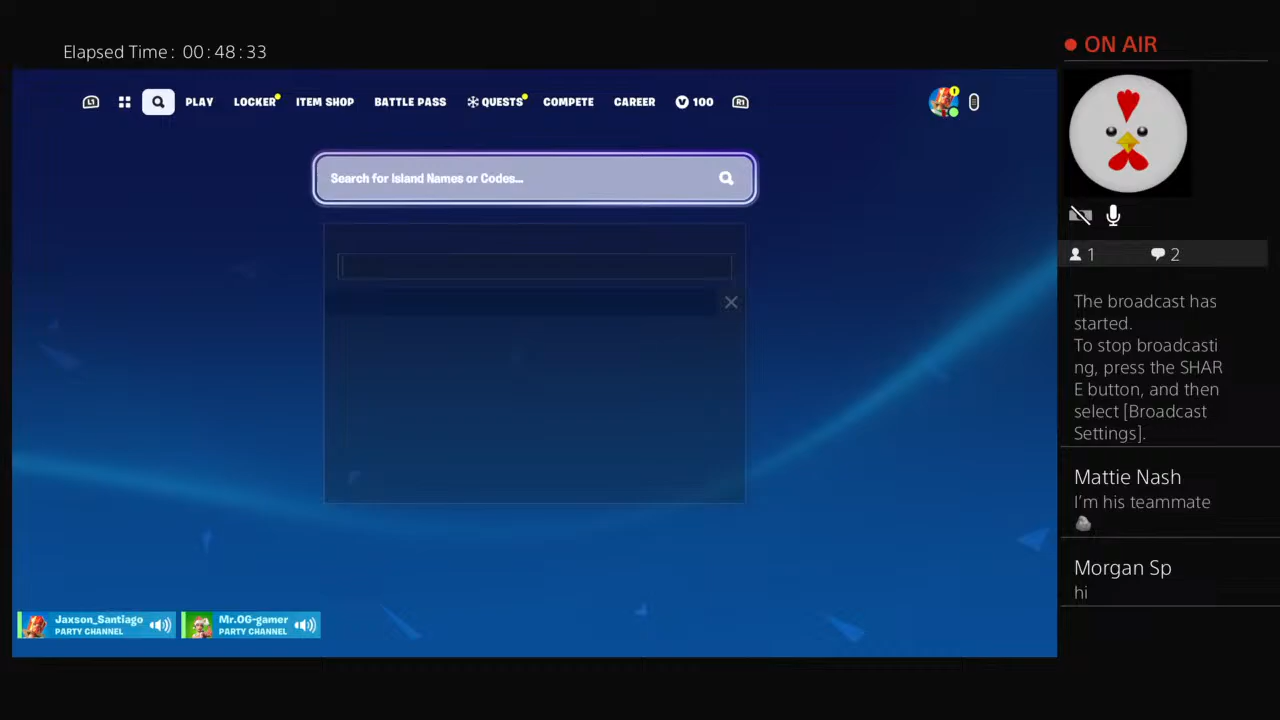 Elapsed Time: 00:48:33
ON AIR
L1 PLAY LOCKER ITEM SHOP BATTLE PASS QUESTS COMPETE CAREER V 100 R1
1
Search for Island Names or Codes...
1 2
The broadcast has
started.
To stop broadcasti
ng, press the SHAR
E button, and then
select [Broadcast
Settings].
Mattie Nash
I'm his teammate
Morgan Sp
hi
Jaxson_Santiago
PARTY CHANNEL
Mr.OG-gamer
PARTY CHANNEL